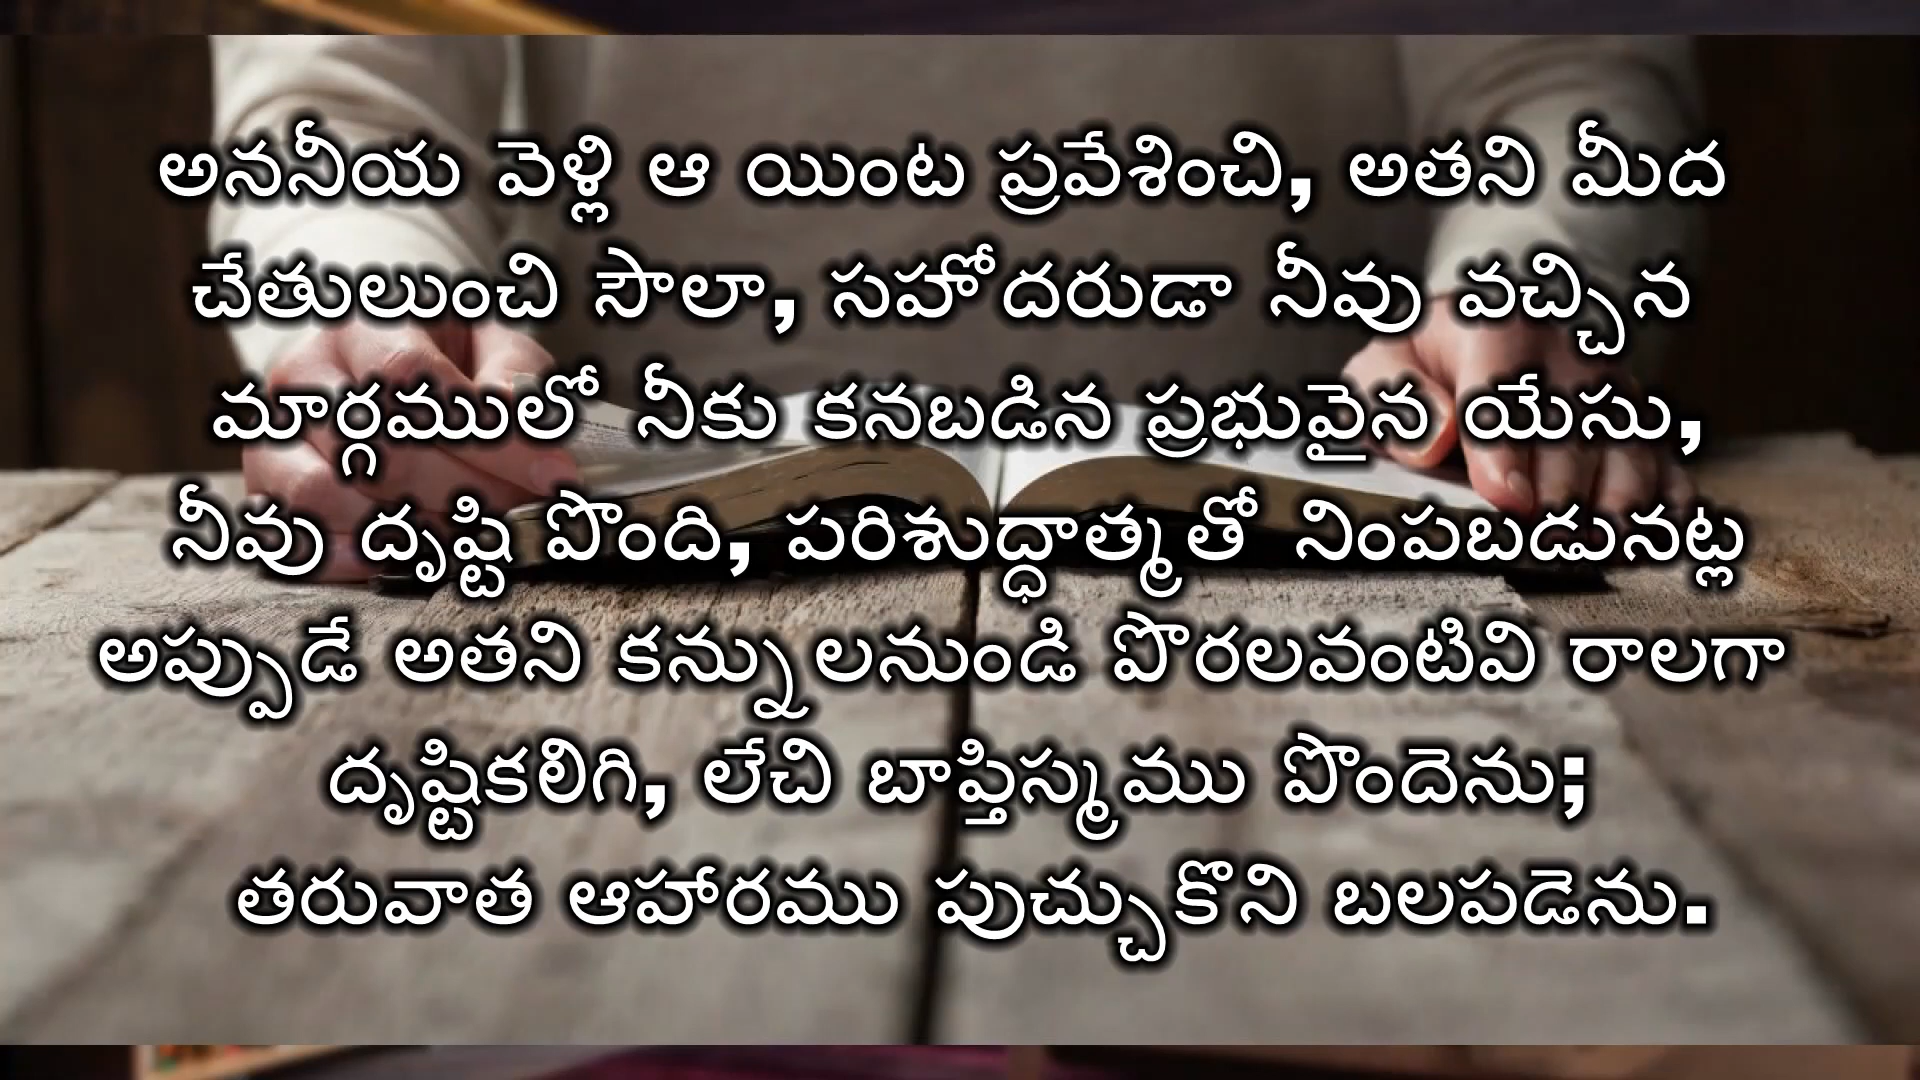 అననీయ వెళ్లి ఆ యింట ప్రవేశించి, అతని మీద
చేతులుంచి సౌలా, సహోదరుడా నీవు వచ్చిన
మార్గములో నీకు కనబడిన ప్రభువైన యేసు,
నీవు దృష్టి పొంది, పరిశుద్ధాత్మతో నింపబడునట్ల
అప్పుడే అతని కన్నులనుండి పొరలవంటివి రాలగా
దృష్టికలిగి, లేచి బాప్తిస్మము పొందెను;
తరువాత ఆహారము పుచ్చుకొని బలపడెను.